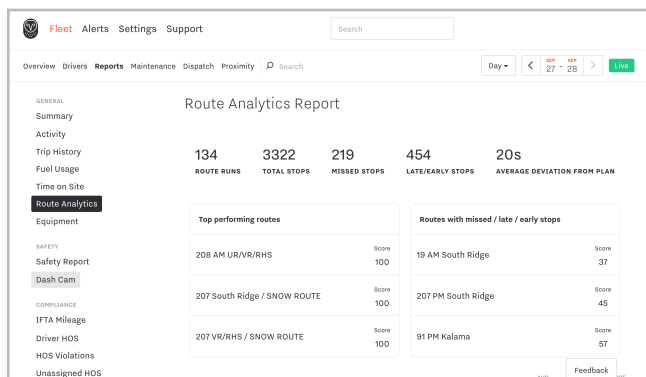 Fleet Alerts Settings Support Search
Overview Drivers Reports Maintenance Dispatch Proximity Search Day SEP 27 - SEP 28 Live
GENERAL
Summary
Activity
Trip History
Fuel Usage
Time on Site
Route Analytics
Equipment
SAFETY
Safety Report
Dash Cam
COMPLIANCE
IFTA Mileage
Driver HOS
HOS Violations
Unassigned HOS
Route Analytics Report
134 3322 219 454 20s
ROUTE RUNS TOTAL STOPS MISSED STOPS LATE/EARLY STOPS AVERAGE DEVIATION FROM PLAN
Top performing routes
208 AM UR/VR/RHS Score 100
207 South Ridge / SNOW ROUTE Score 100
207 VR/RHS / SNOW ROUTE Score 100
Routes with missed / late / early stops
19 AM South Ridge Score 37
207 PM South Ridge Score 45
91 PM Kalama Score 57
Feedback